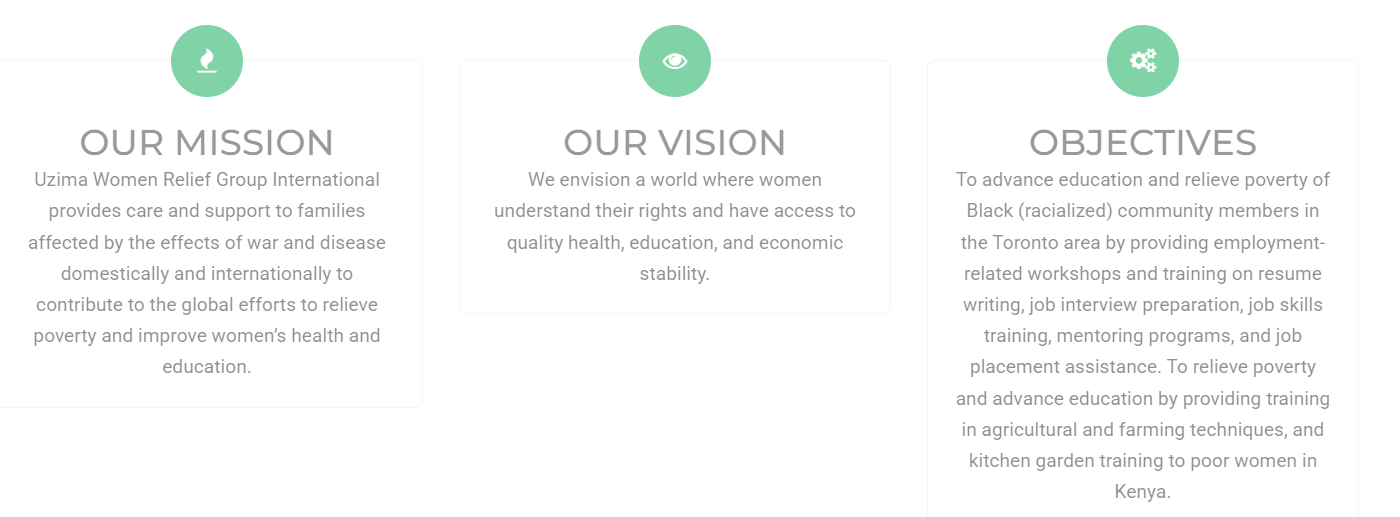 OUR MISSION
Uzima Women Relief Group International
provides care and support to families
affected by the effects of war and disease
domestically and internationally to
contribute to the global efforts to relieve
poverty and improve women’s health and
education.
OUR VISION
We envision a world where women
understand their rights and have access to
quality health, education, and economic
stability.
OBJECTIVES
To advance education and relieve poverty of
Black (racialized) community members in
the Toronto area by providing employment-
related workshops and training on resume
writing, job interview preparation, job skills
training, mentoring programs, and job
placement assistance. To relieve poverty
and advance education by providing training
in agricultural and farming techniques, and
kitchen garden training to poor women in
Kenya.